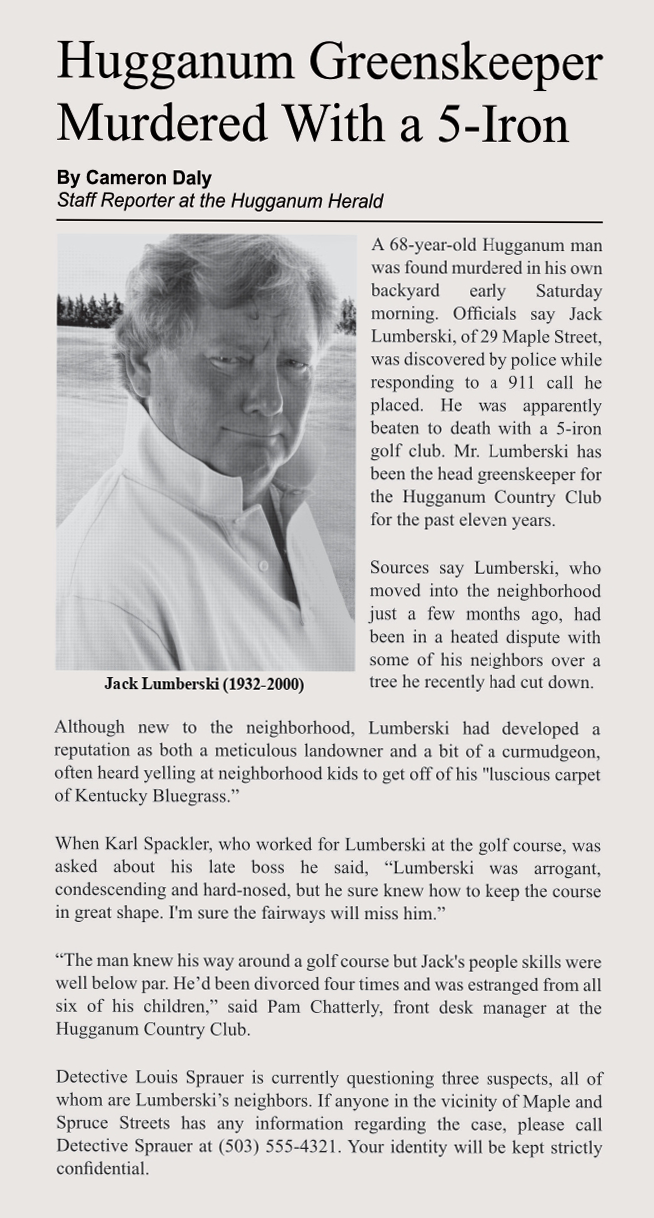 Hugganum Greenskeeper
Murdered With a 5-Iron
By Cameron Daly
Staff Reporter at the Hugganum Herald
A 68-year-old Hugganum man
was found murdered in his own
backyard early Saturday
morning. Officials say Jack
Lumberski, of 29 Maple Street,
was discovered by police while
responding to a 911 call he
placed. He was apparently
beaten to death with a 5-iron
golf club. Mr. Lumberski has
been the head greenskeeper for
the Hugganum Country Club
for the past eleven years.
Sources say Lumberski, who
moved into the neighborhood
just a few months ago, had
been in a heated dispute with
some of his neighbors over a
tree he recently had cut down.
Jack Lumberski (1932-2000)
Although new to the neighborhood, Lumberski had developed a
reputation as both a meticulous landowner and a bit of a curmudgeon,
often heard yelling at neighborhood kids to get off of his "luscious carpet
of Kentucky Bluegrass.”
When Karl Spackler, who worked for Lumberski at the golf course, was
asked about his late boss he said, “Lumberski was arrogant,
condescending and hard-nosed, but he sure knew how to keep the course
in great shape. I'm sure the fairways will miss him.”
“The man knew his way around a golf course but Jack's people skills were
well below par. He’d been divorced four times and was estranged from all
six of his children,” said Pam Chatterly, front desk manager at the
Hugganum Country Club.
Detective Louis Sprauer is currently questioning three suspects, all of
whom are Lumberski’s neighbors. If anyone in the vicinity of Maple and
Spruce Streets has any information regarding the case, please call
Detective Sprauer at (503) 555-4321. Your identity will be kept strictly
confidential.